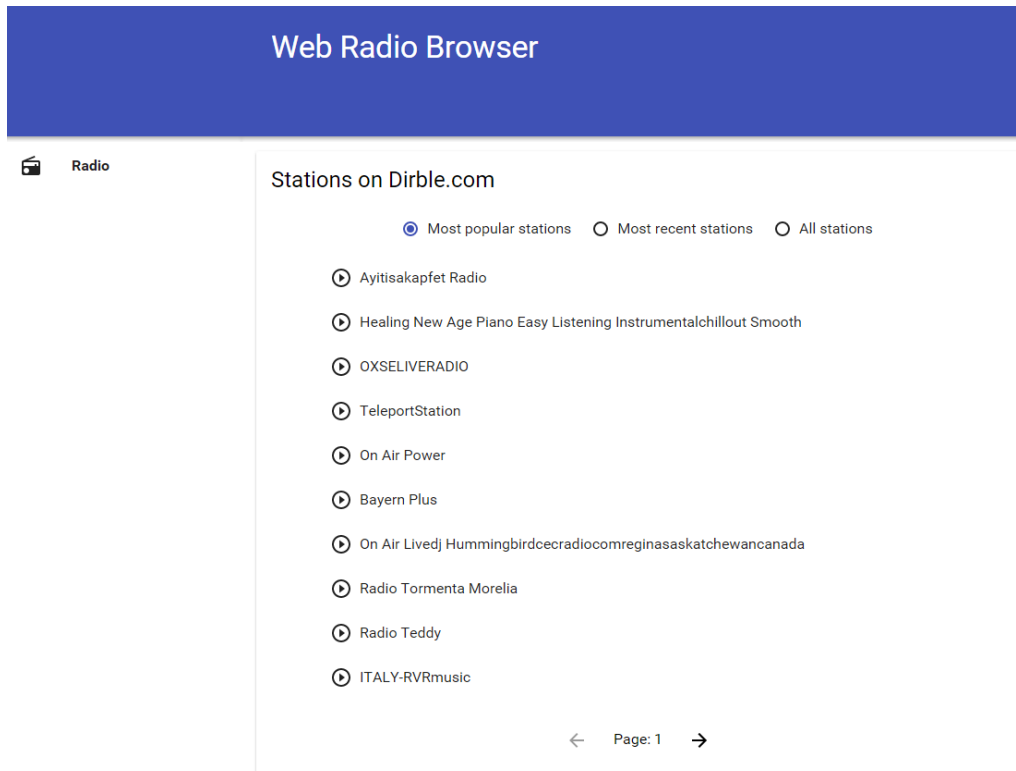 Web Radio Browser
Radio
Stations on Dirble.com
Most popular stations Most recent stations All stations
Ayitisakapfet Radio
Healing New Age Piano Easy Listening Instrumentalchillout Smooth
OXSELIVERADIO
TeleportStation
On Air Power
Bayern Plus
On Air Livedj Hummingbirdcecradiocomreginasaskatchewancanada
Radio Tormenta Morelia
Radio Teddy
ITALY-RVRmusic
Page: 1